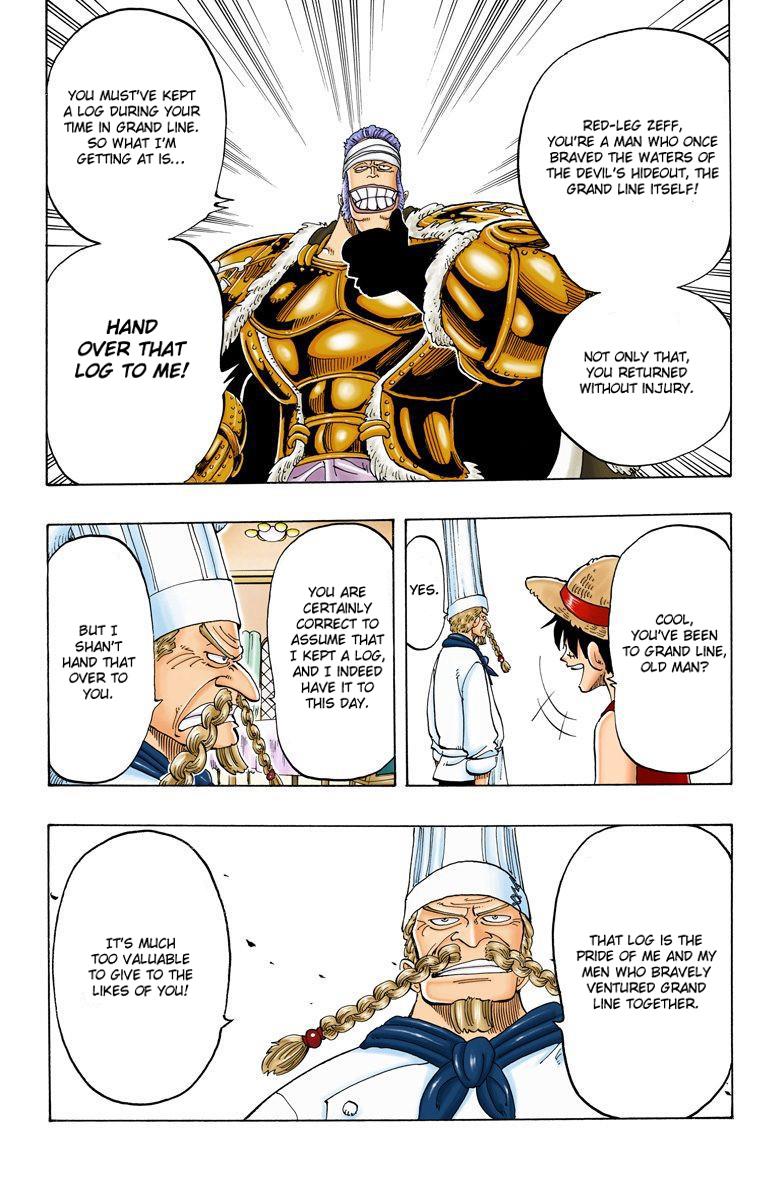 RED-LEG ZEFF,
YOU'RE A MAN WHO ONCE
BRAVED THE WATERS OF
THE DEVIL'S HIDEOUT, THE
GRAND LINE ITSELF!
NOT ONLY THAT,
YOU RETURNED
WITHOUT INJURY.
YOU MUST'VE KEPT
A LOG DURING YOUR
TIME IN GRAND LINE.
SO WHAT I'M
GETTING AT IS...
HAND
OVER THAT
LOG TO ME!
COOL,
YOU'VE BEEN
TO GRAND LINE,
OLD MAN?
YES.
YOU ARE
CERTAINLY
CORRECT TO
ASSUME THAT
I KEPT A LOG,
AND I INDEED
HAVE IT TO
THIS DAY.
BUT I
SHAN'T
HAND THAT
OVER TO
YOU.
THAT LOG IS THE
PRIDE OF ME AND MY
MEN WHO BRAVELY
VENTURED GRAND
LINE TOGETHER.
IT'S MUCH
TOO VALUABLE
TO GIVE TO THE
LIKES OF YOU!